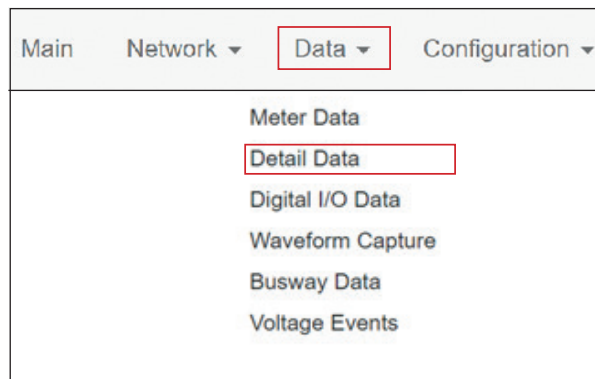 Main Network Data Configuration
Meter Data
Detail Data
Digital I/O Data
Waveform Capture
Busway Data
Voltage Events